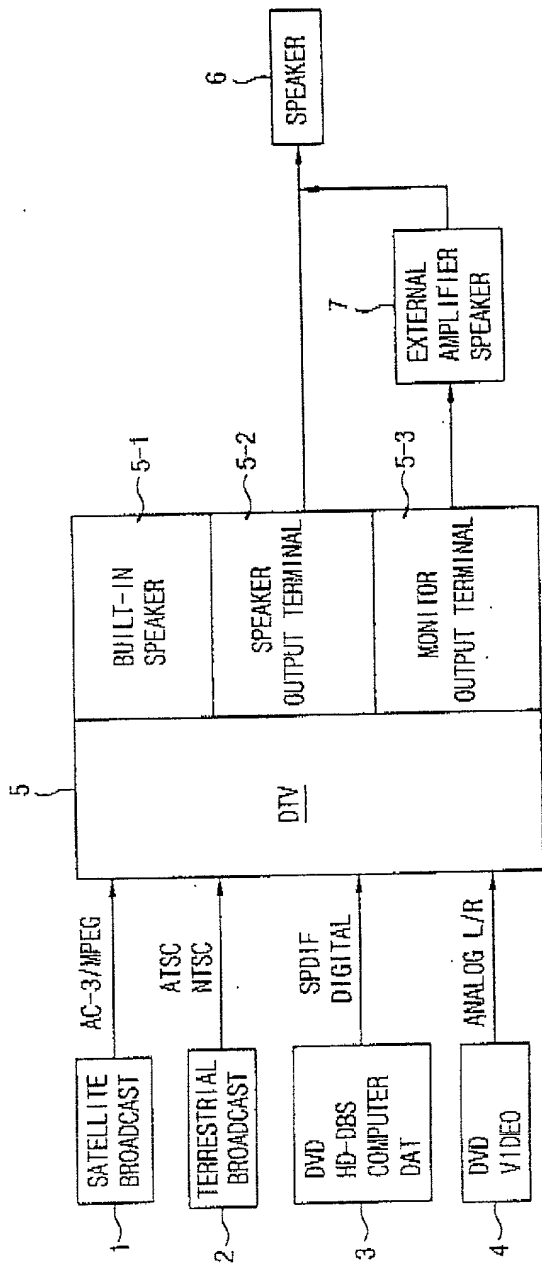 1
SATELLITE
BROADCAST
AC-3/MPEG
2
TERRESTRIAL
BROADCAST
ATSC
NTSC
3
DVD
HD-DBS
COMPUTER
DAT
SPDIF
DIGITAL
4
DVD
VIDEO
ANALOG L/R
5
DTV
BUILT-IN
SPEAKER
5-1
SPEAKER
OUTPUT TERMINAL
5-2
MONITOR
OUTPUT TERMINAL
5-3
6
SPEAKER
7
EXTERNAL
AMPLIFIER
SPEAKER